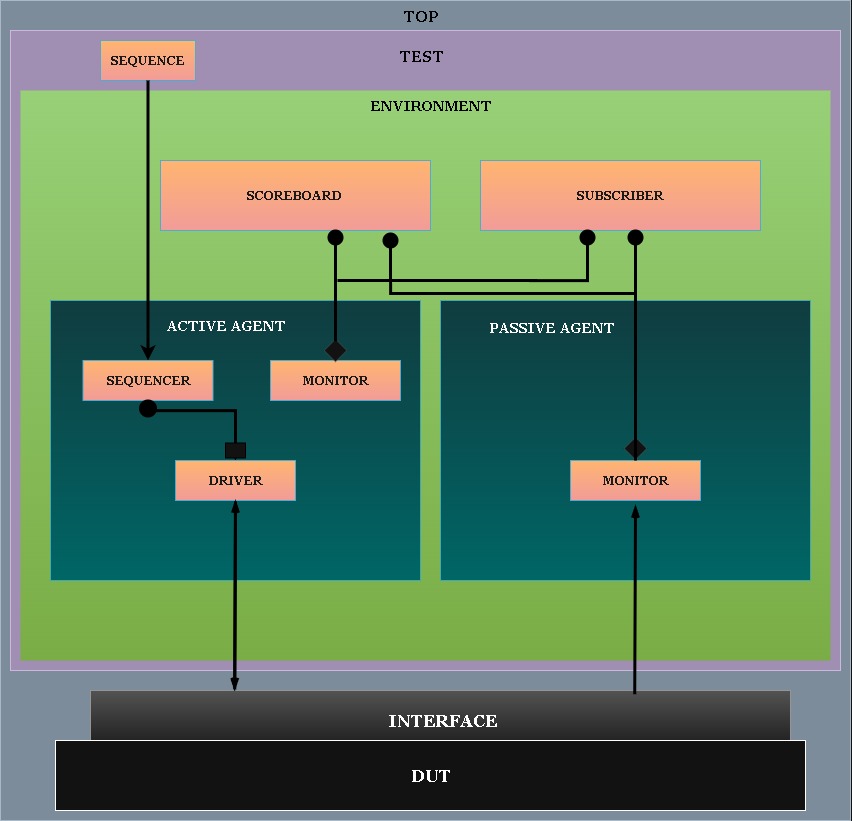 TOP
TEST
SEQUENCE
ENVIRONMENT
SCOREBOARD
SUBSCRIBER
ACTIVE AGENT
PASSIVE AGENT
SEQUENCER
MONITOR
DRIVER
MONITOR
INTERFACE
DUT